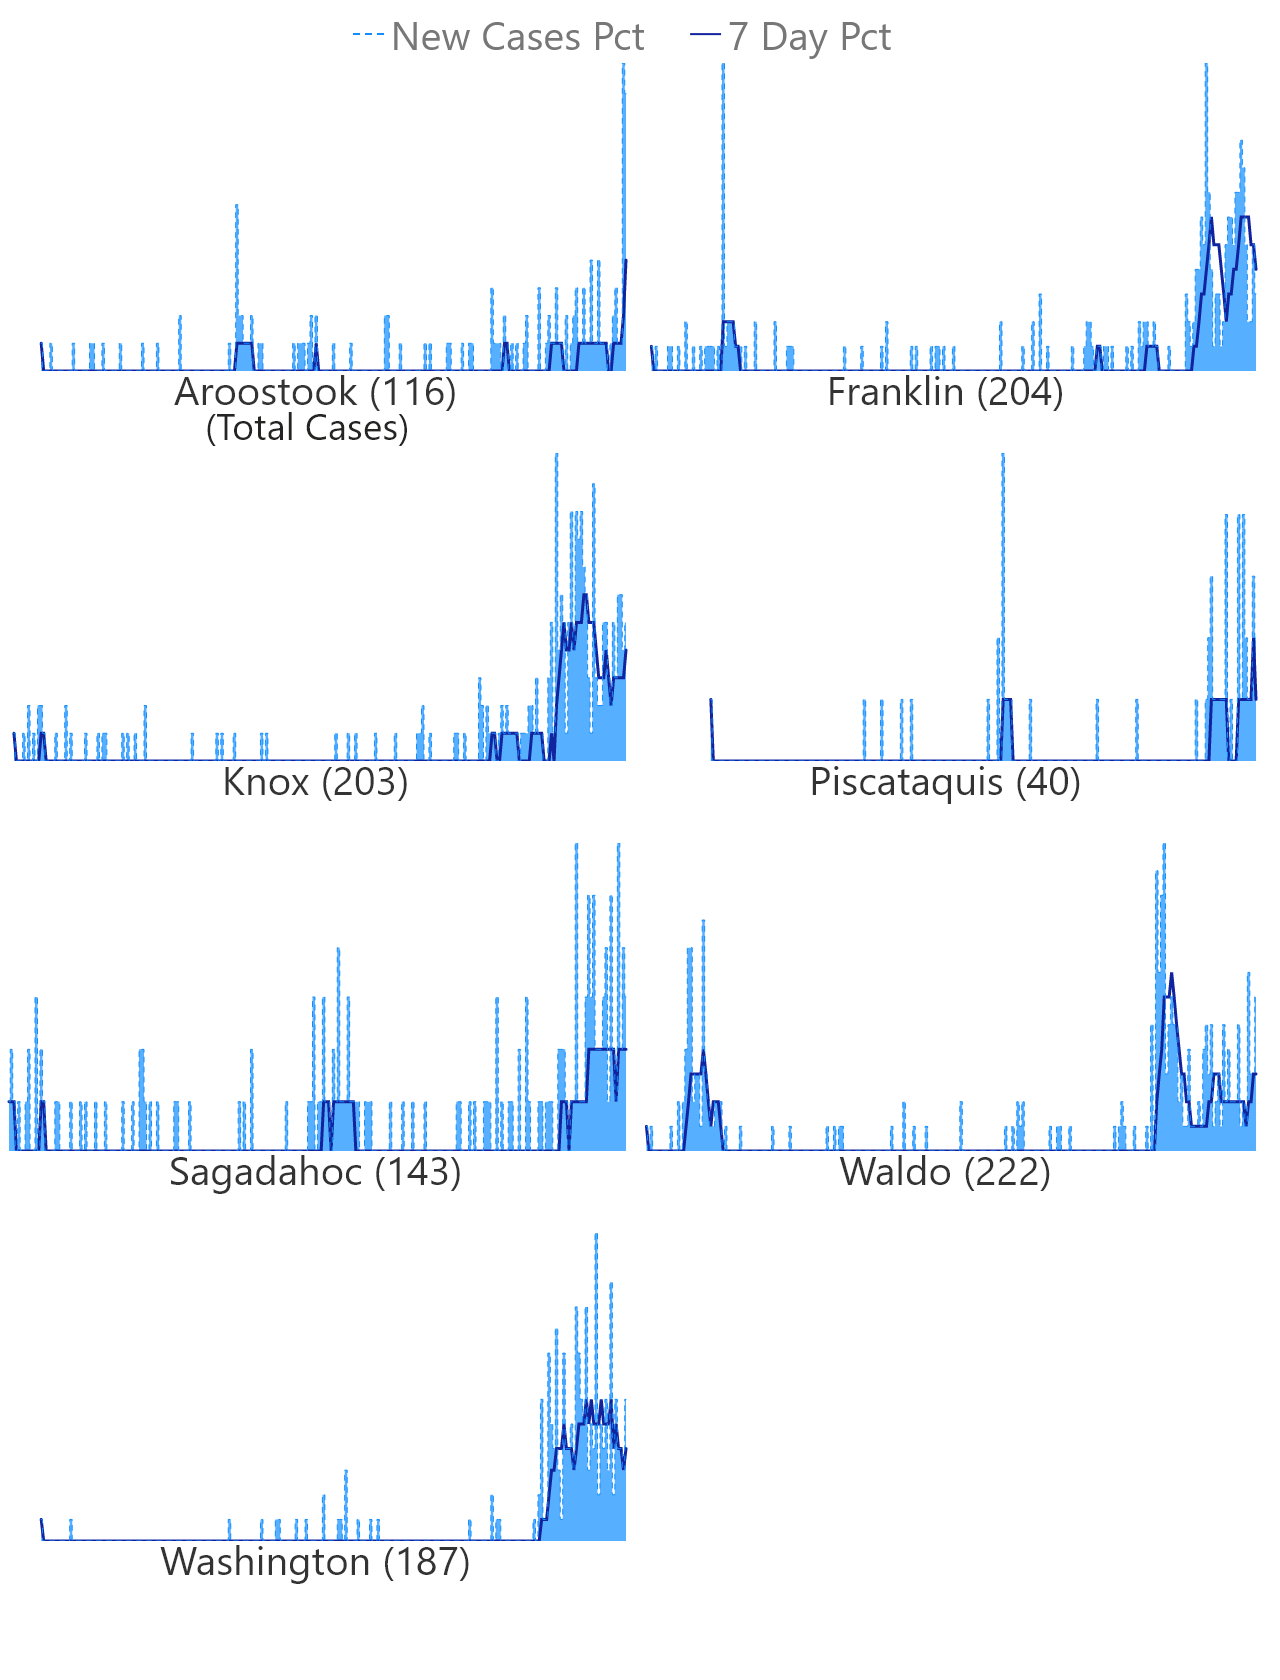 New Cases Pct 7 Day Pct
Aroostook (116)
(Total Cases)
Franklin (204)
Knox (203)
Piscataquis (40)
Sagadahoc (143)
Waldo (222)
Washington (187)